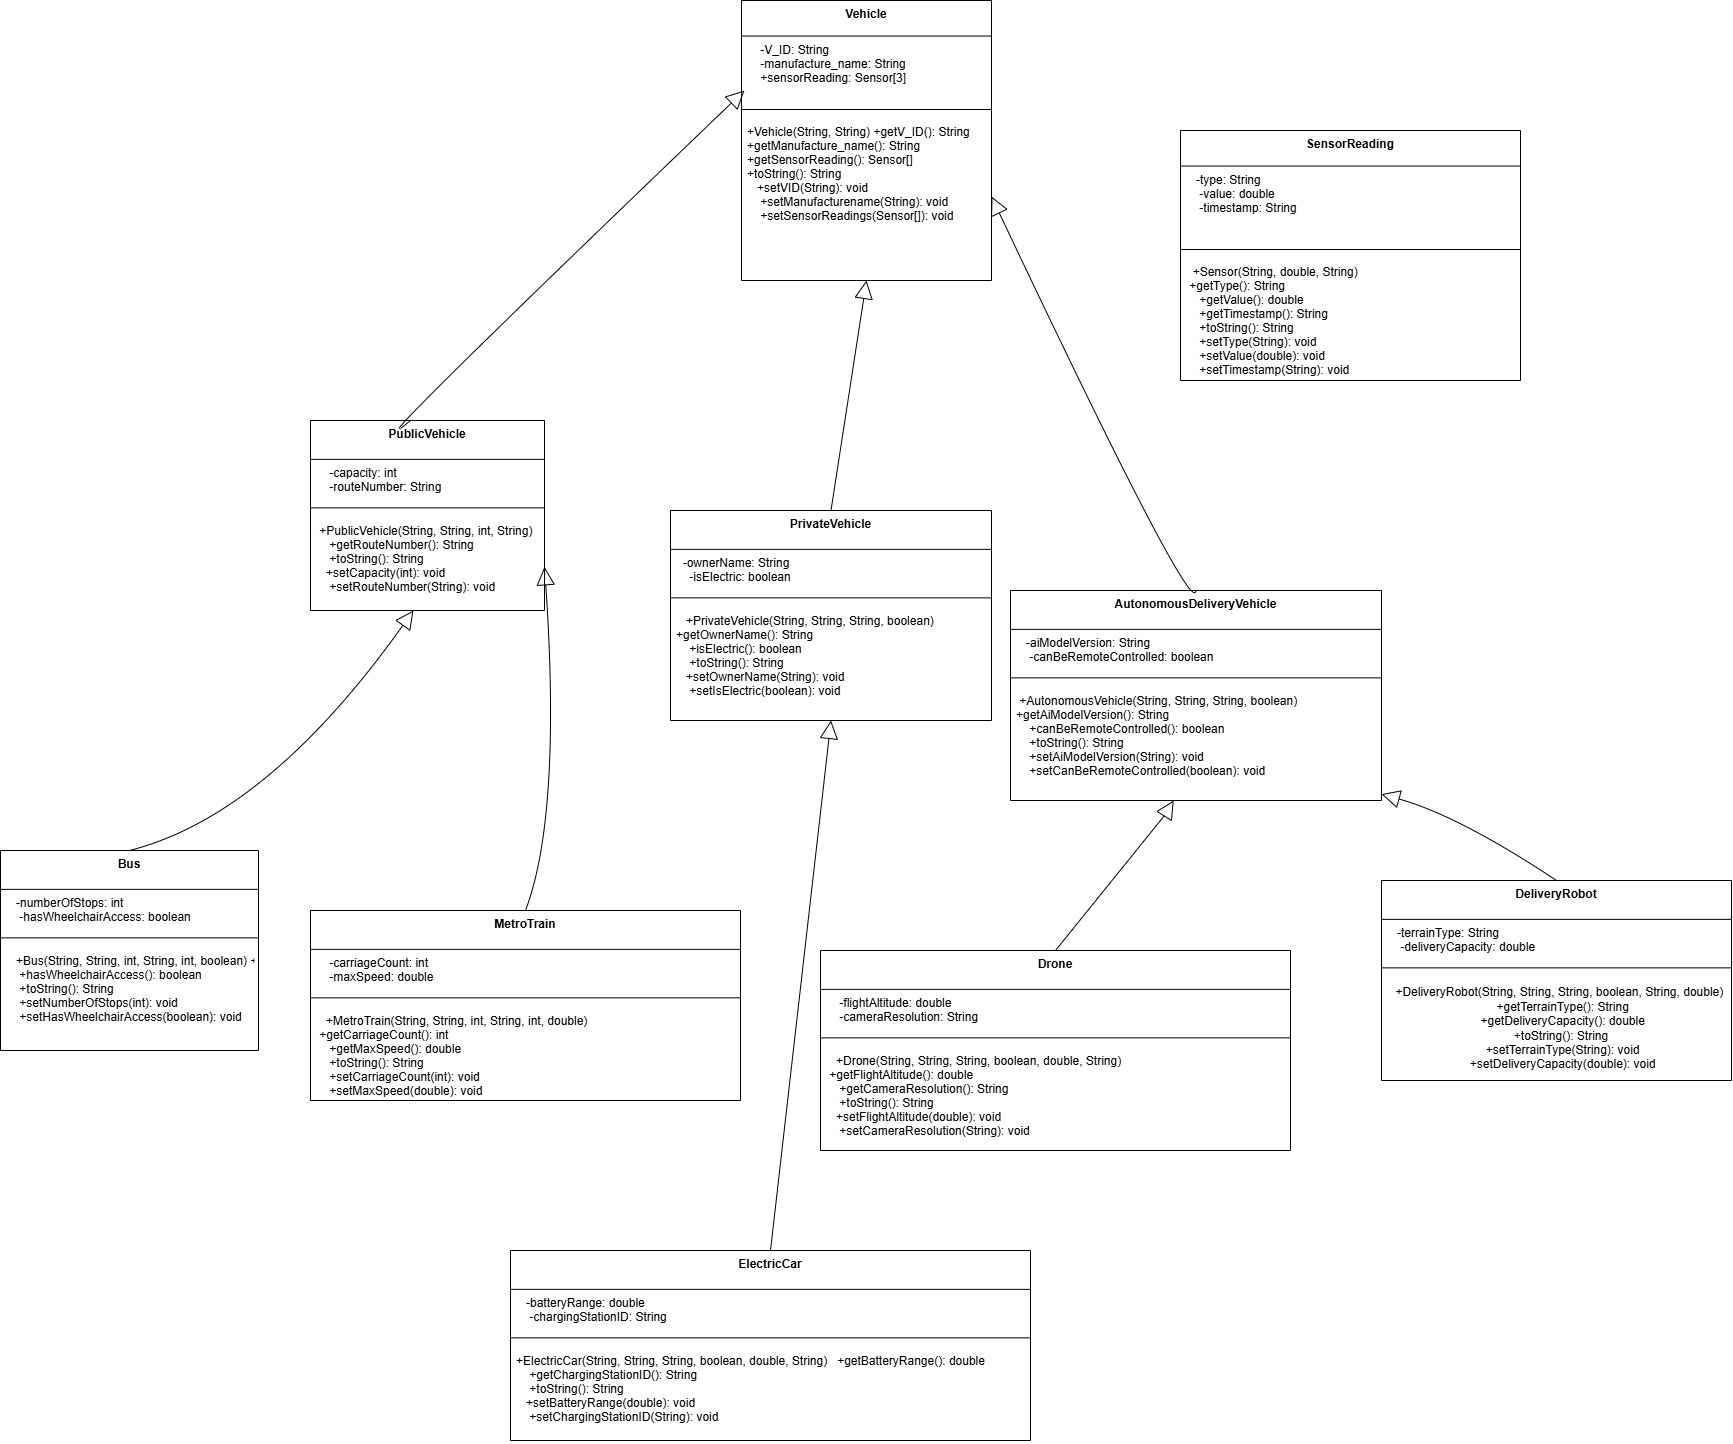 Vehicle
-V_ID: String
-manufacture_name: String
+sensorReading: Sensor[3]
+Vehicle(String, String) +getV_ID(): String
+getManufacture_name(): String
+getSensorReading(): Sensor[]
+toString(): String
+setVID(String): void
+setManufacturename(String): void
+setSensorReadings(Sensor[]): void
SensorReading
-type: String
-value: double
-timestamp: String
+Sensor(String, double, String)
+getType(): String
+getValue(): double
+getTimestamp(): String
+toString(): String
+setType(String): void
+setValue(double): void
+setTimestamp(String): void
PublicVehicle
-capacity: int
-routeNumber: String
+PublicVehicle(String, String, int, String)
+getRouteNumber(): String
+toString(): String
+setCapacity(int): void
+setRouteNumber(String): void
PrivateVehicle
-ownerName: String
-isElectric: boolean
+PrivateVehicle(String, String, String, boolean)
+getOwnerName(): String
+isElectric(): boolean
+toString(): String
+setOwnerName(String): void
+setIsElectric(boolean): void
AutonomousDeliveryVehicle
-aiModelVersion: String
-canBeRemoteControlled: boolean
+AutonomousVehicle(String, String, String, boolean)
+getAiModelVersion(): String
+canBeRemoteControlled(): boolean
+toString(): String
+setAiModelVersion(String): void
+setCanBeRemoteControlled(boolean): void
Bus
-numberOfStops: int
-hasWheelchairAccess: boolean
+Bus(String, String, int, String, int, boolean) +
+hasWheelchairAccess(): boolean
+toString(): String
+setNumberOfStops(int): void
+setHasWheelchairAccess(boolean): void
MetroTrain
-carriageCount: int
-maxSpeed: double
+MetroTrain(String, String, int, String, int, double)
+getCarriageCount(): int
+getMaxSpeed(): double
+toString(): String
+setCarriageCount(int): void
+setMaxSpeed(double): void
Drone
-flightAltitude: double
-cameraResolution: String
+Drone(String, String, String, boolean, double, String)
+getFlightAltitude(): double
+getCameraResolution(): String
+toString(): String
+setFlightAltitude(double): void
+setCameraResolution(String): void
DeliveryRobot
-terrainType: String
-deliveryCapacity: double
+DeliveryRobot(String, String, String, boolean, String, double)
+getTerrainType(): String
+getDeliveryCapacity(): double
+toString(): String
+setTerrainType(String): void
+setDeliveryCapacity(double): void
ElectricCar
-batteryRange: double
-chargingStationID: String
+ElectricCar(String, String, String, boolean, double, String) +getBatteryRange(): double
+getChargingStationID(): String
+toString(): String
+setBatteryRange(double): void
+setChargingStationID(String): void